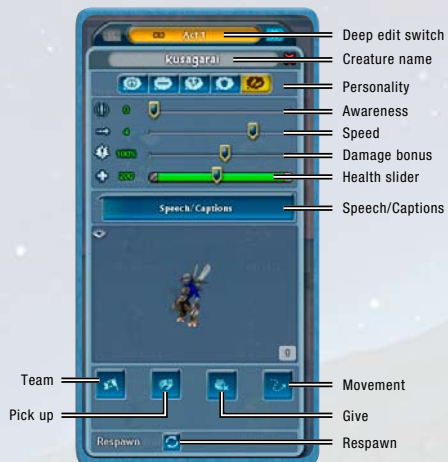 Act 1
Deep edit switch
kusagarai
Creature name
Personality
0
Awareness
4
Speed
100%
Damage bonus
200
Health slider
Speech/Captions
Speech/Captions
0
Team
Movement
Pick up
Give
Respawn
Respawn